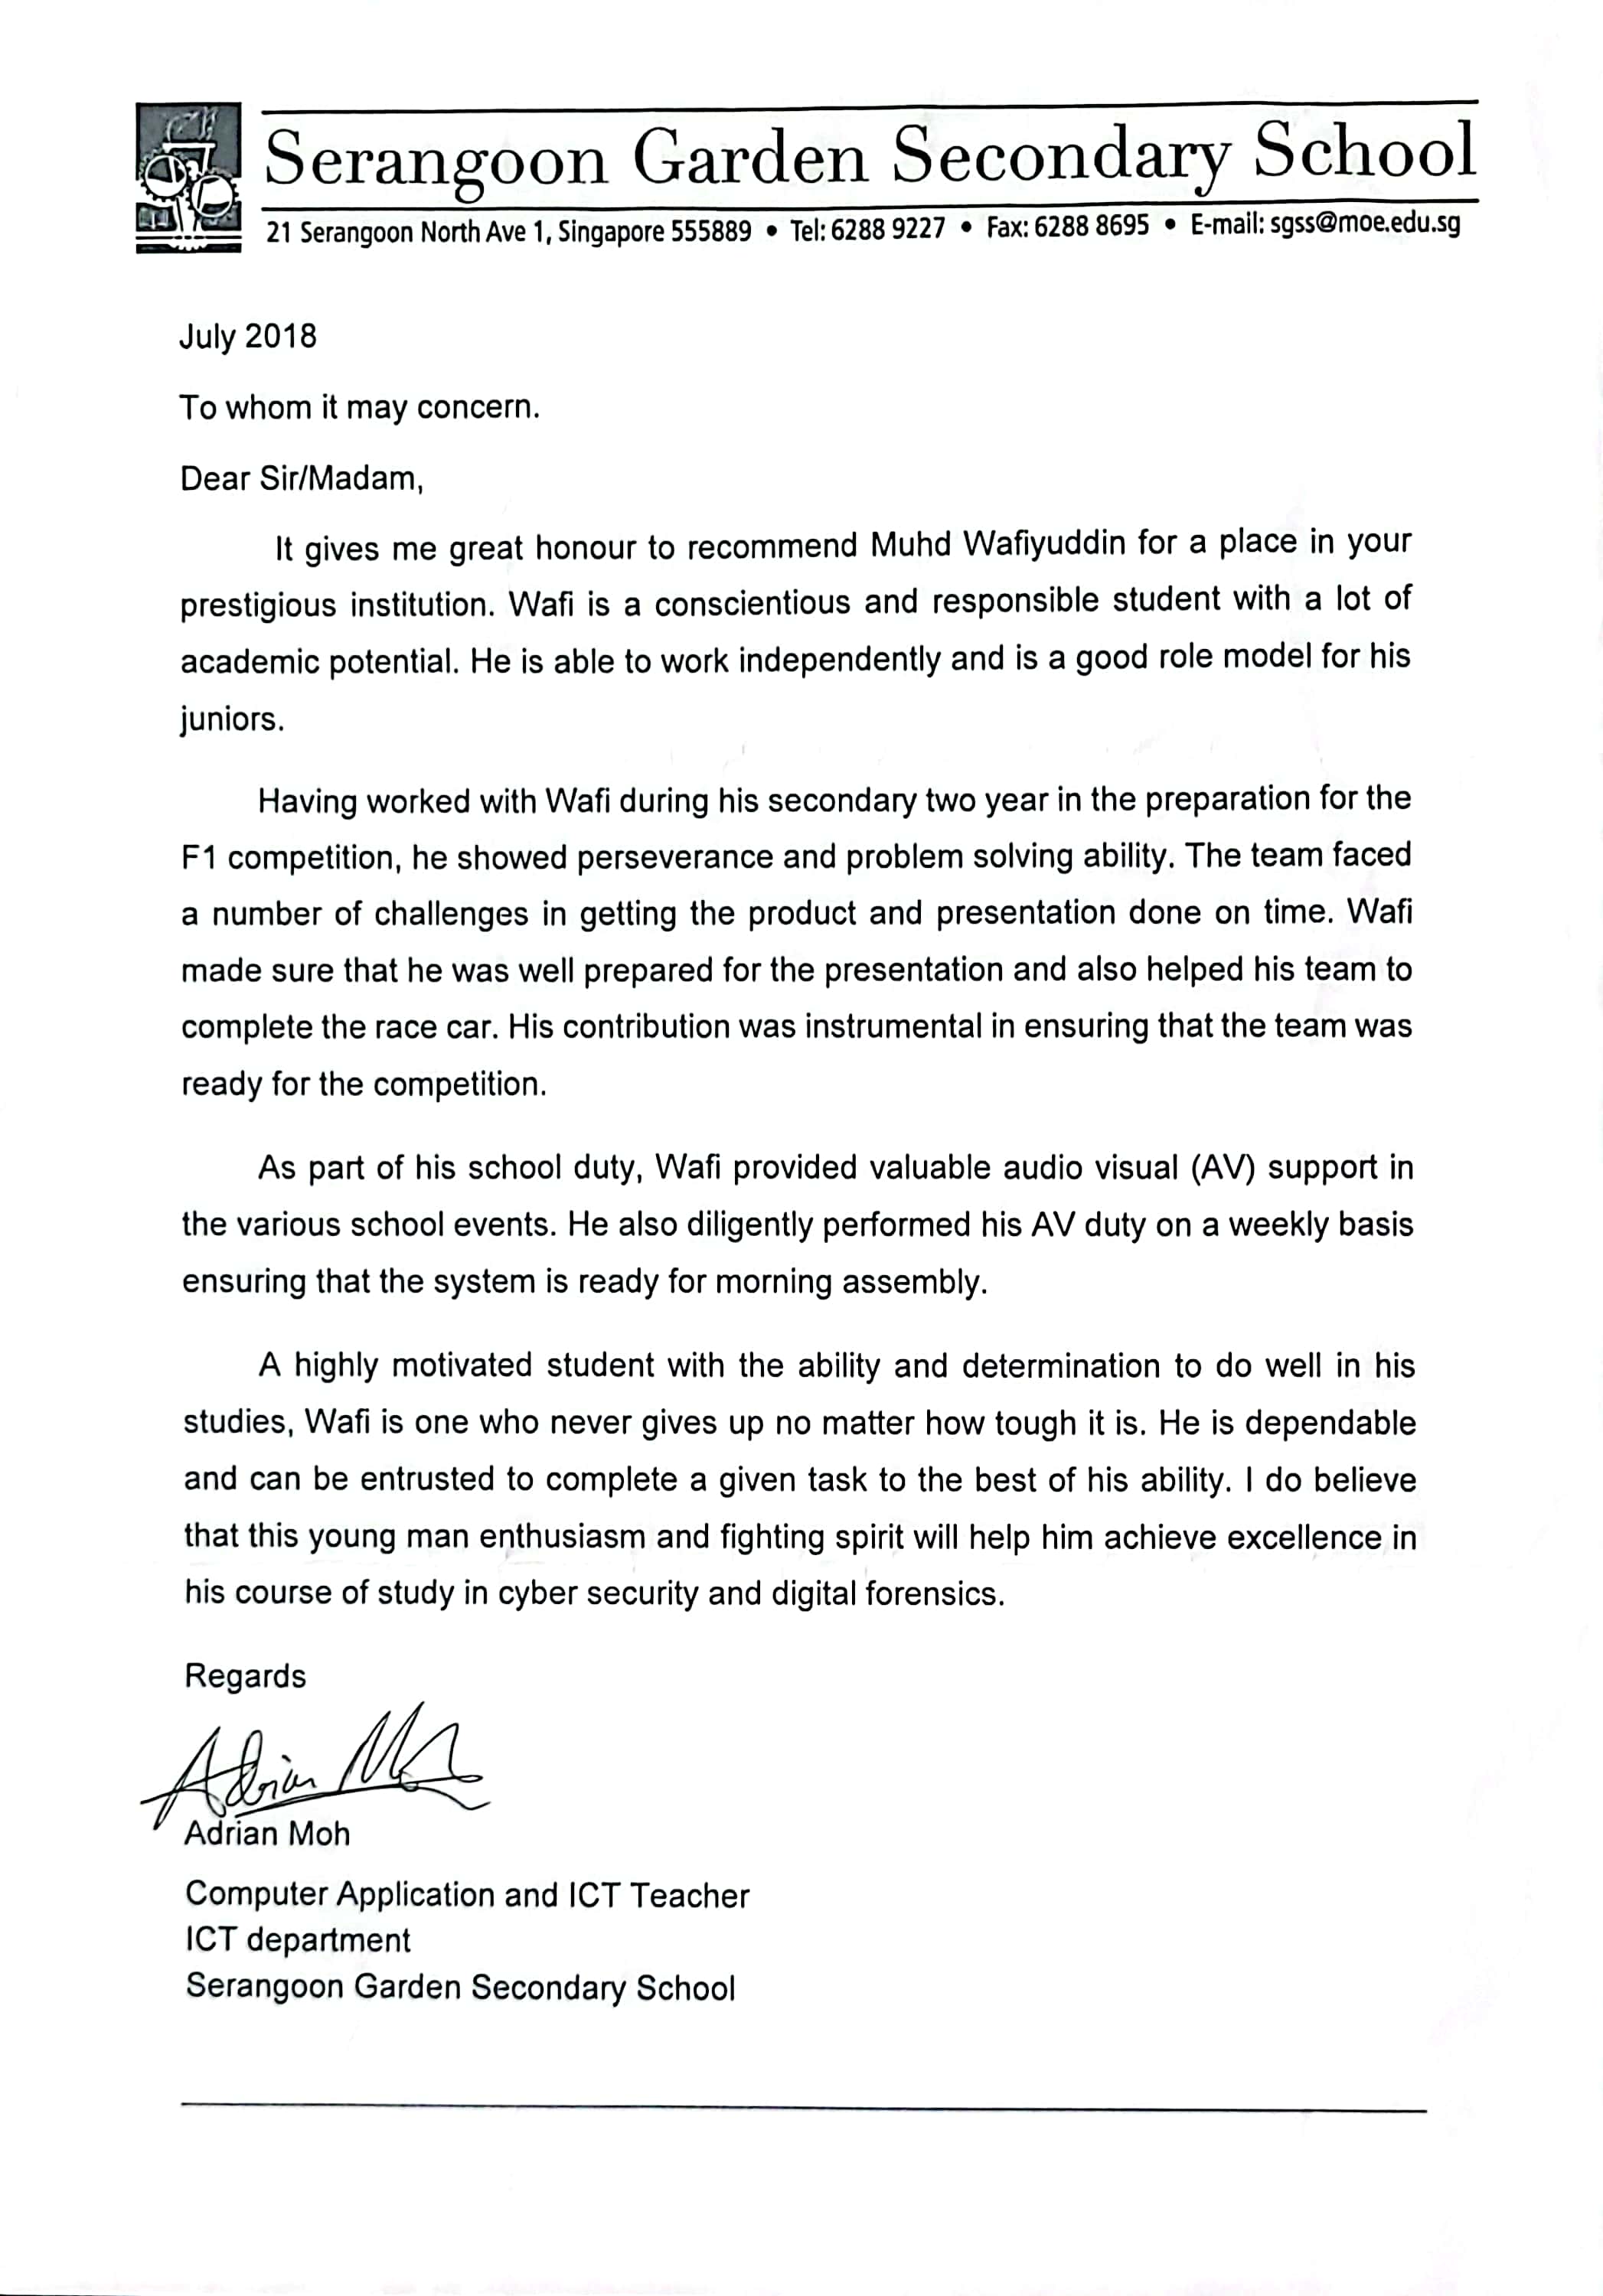 Serangoon Garden Secondary School
21 Serangoon North Ave 1, Singapore 555889 • Tel: 6288 9227 • Fax: 6288 8695 • E-mail: sgss@moe.edu.sg
July 2018
To whom it may concern.
Dear Sir/Madam,
It gives me great honour to recommend Muhd Wafiyuddin for a place in your
prestigious institution. Wafi is a conscientious and responsible student with a lot of
academic potential. He is able to work independently and is a good role model for his
juniors.
Having worked with Wafi during his secondary two year in the preparation for the
F1 competition, he showed perseverance and problem solving ability. The team faced
a number of challenges in getting the product and presentation done on time. Wafi
made sure that he was well prepared for the presentation and also helped his team to
complete the race car. His contribution was instrumental in ensuring that the team was
ready for the competition.
As part of his school duty, Wafi provided valuable audio visual (AV) support in
the various school events. He also diligently performed his AV duty on a weekly basis
ensuring that the system is ready for morning assembly.
A highly motivated student with the ability and determination to do well in his
studies, Wafi is one who never gives up no matter how tough it is. He is dependable
and can be entrusted to complete a given task to the best of his ability. I do believe
that this young man enthusiasm and fighting spirit will help him achieve excellence in
his course of study in cyber security and digital forensics.
Regards
Adrian Moh
Adrian Moh
Computer Application and ICT Teacher
ICT department
Serangoon Garden Secondary School